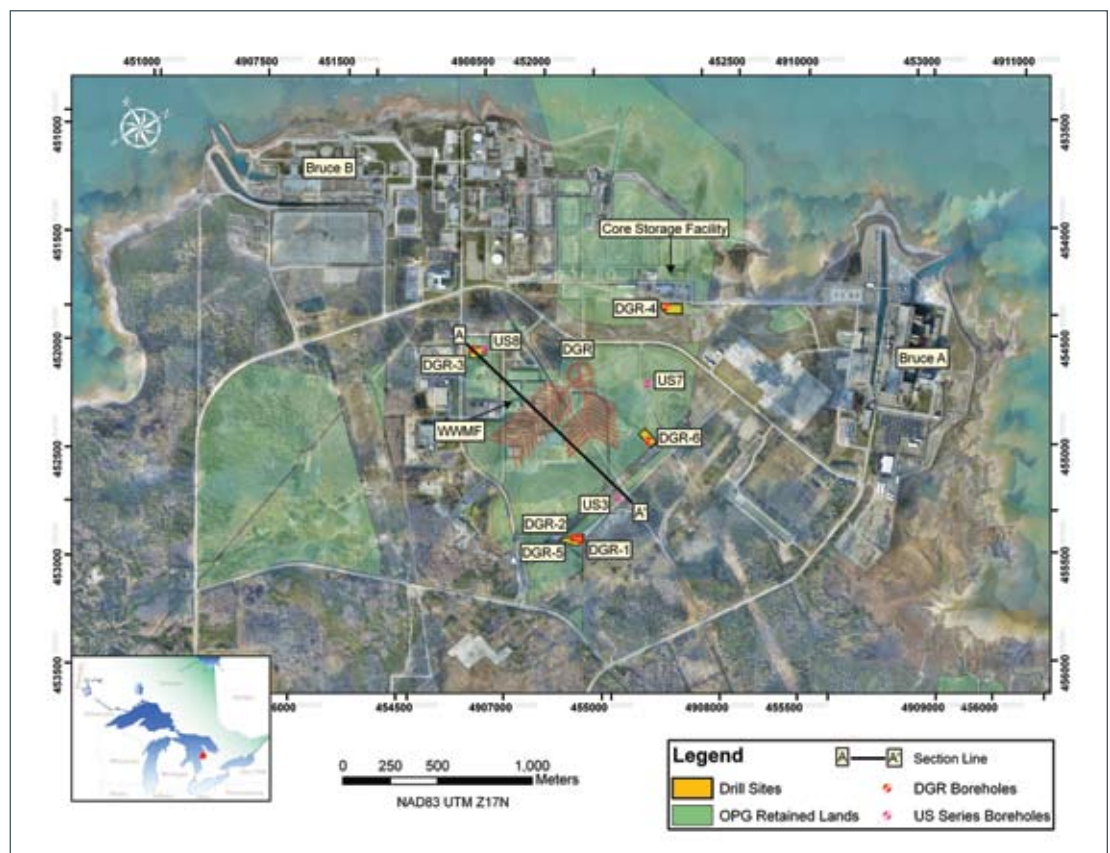 451000 4907500 451500 4908500 452000 452500 4910000 453000 4911000
451000
451500
452000
452500
453000
453500
453500
454000
454500
455000
455500
456000
Bruce B
Core Storage Facility
DGR-4
A
US8
DGR-3
DGR
Bruce A
US7
WWMF
DGR-6
US3
A'
DGR-2
DGR-5
DGR-1
454500 4907000 455000 4908000 455500 4909000 456000
0 250 500 1,000
Meters
NAD83 UTM Z17N
Legend
A A' Section Line
Drill Sites
DGR Boreholes
OPG Retained Lands
US Series Boreholes